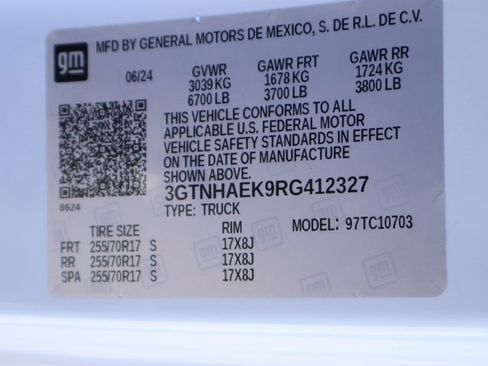 gm
MFD BY GENERAL MOTORS DE MEXICO, S. DE R.L. DE C.V.
06/24 GVWR GAWR FRT GAWR RR
3039 KG 1678 KG 1724 KG
6700 LB 3700 LB 3800 LB
THIS VEHICLE CONFORMS TO ALL
APPLICABLE U.S. FEDERAL MOTOR
VEHICLE SAFETY STANDARDS IN EFFECT
ON THE DATE OF MANUFACTURE
SHOWN ABOVE.
8624
3GTNHAEK9RG412327
TYPE: TRUCK
TIRE SIZE RIM MODEL: 97TC10703
FRT 255/70R17 S 17X8J
RR 255/70R17 S 17X8J
SPA 255/70R17 S 17X8J